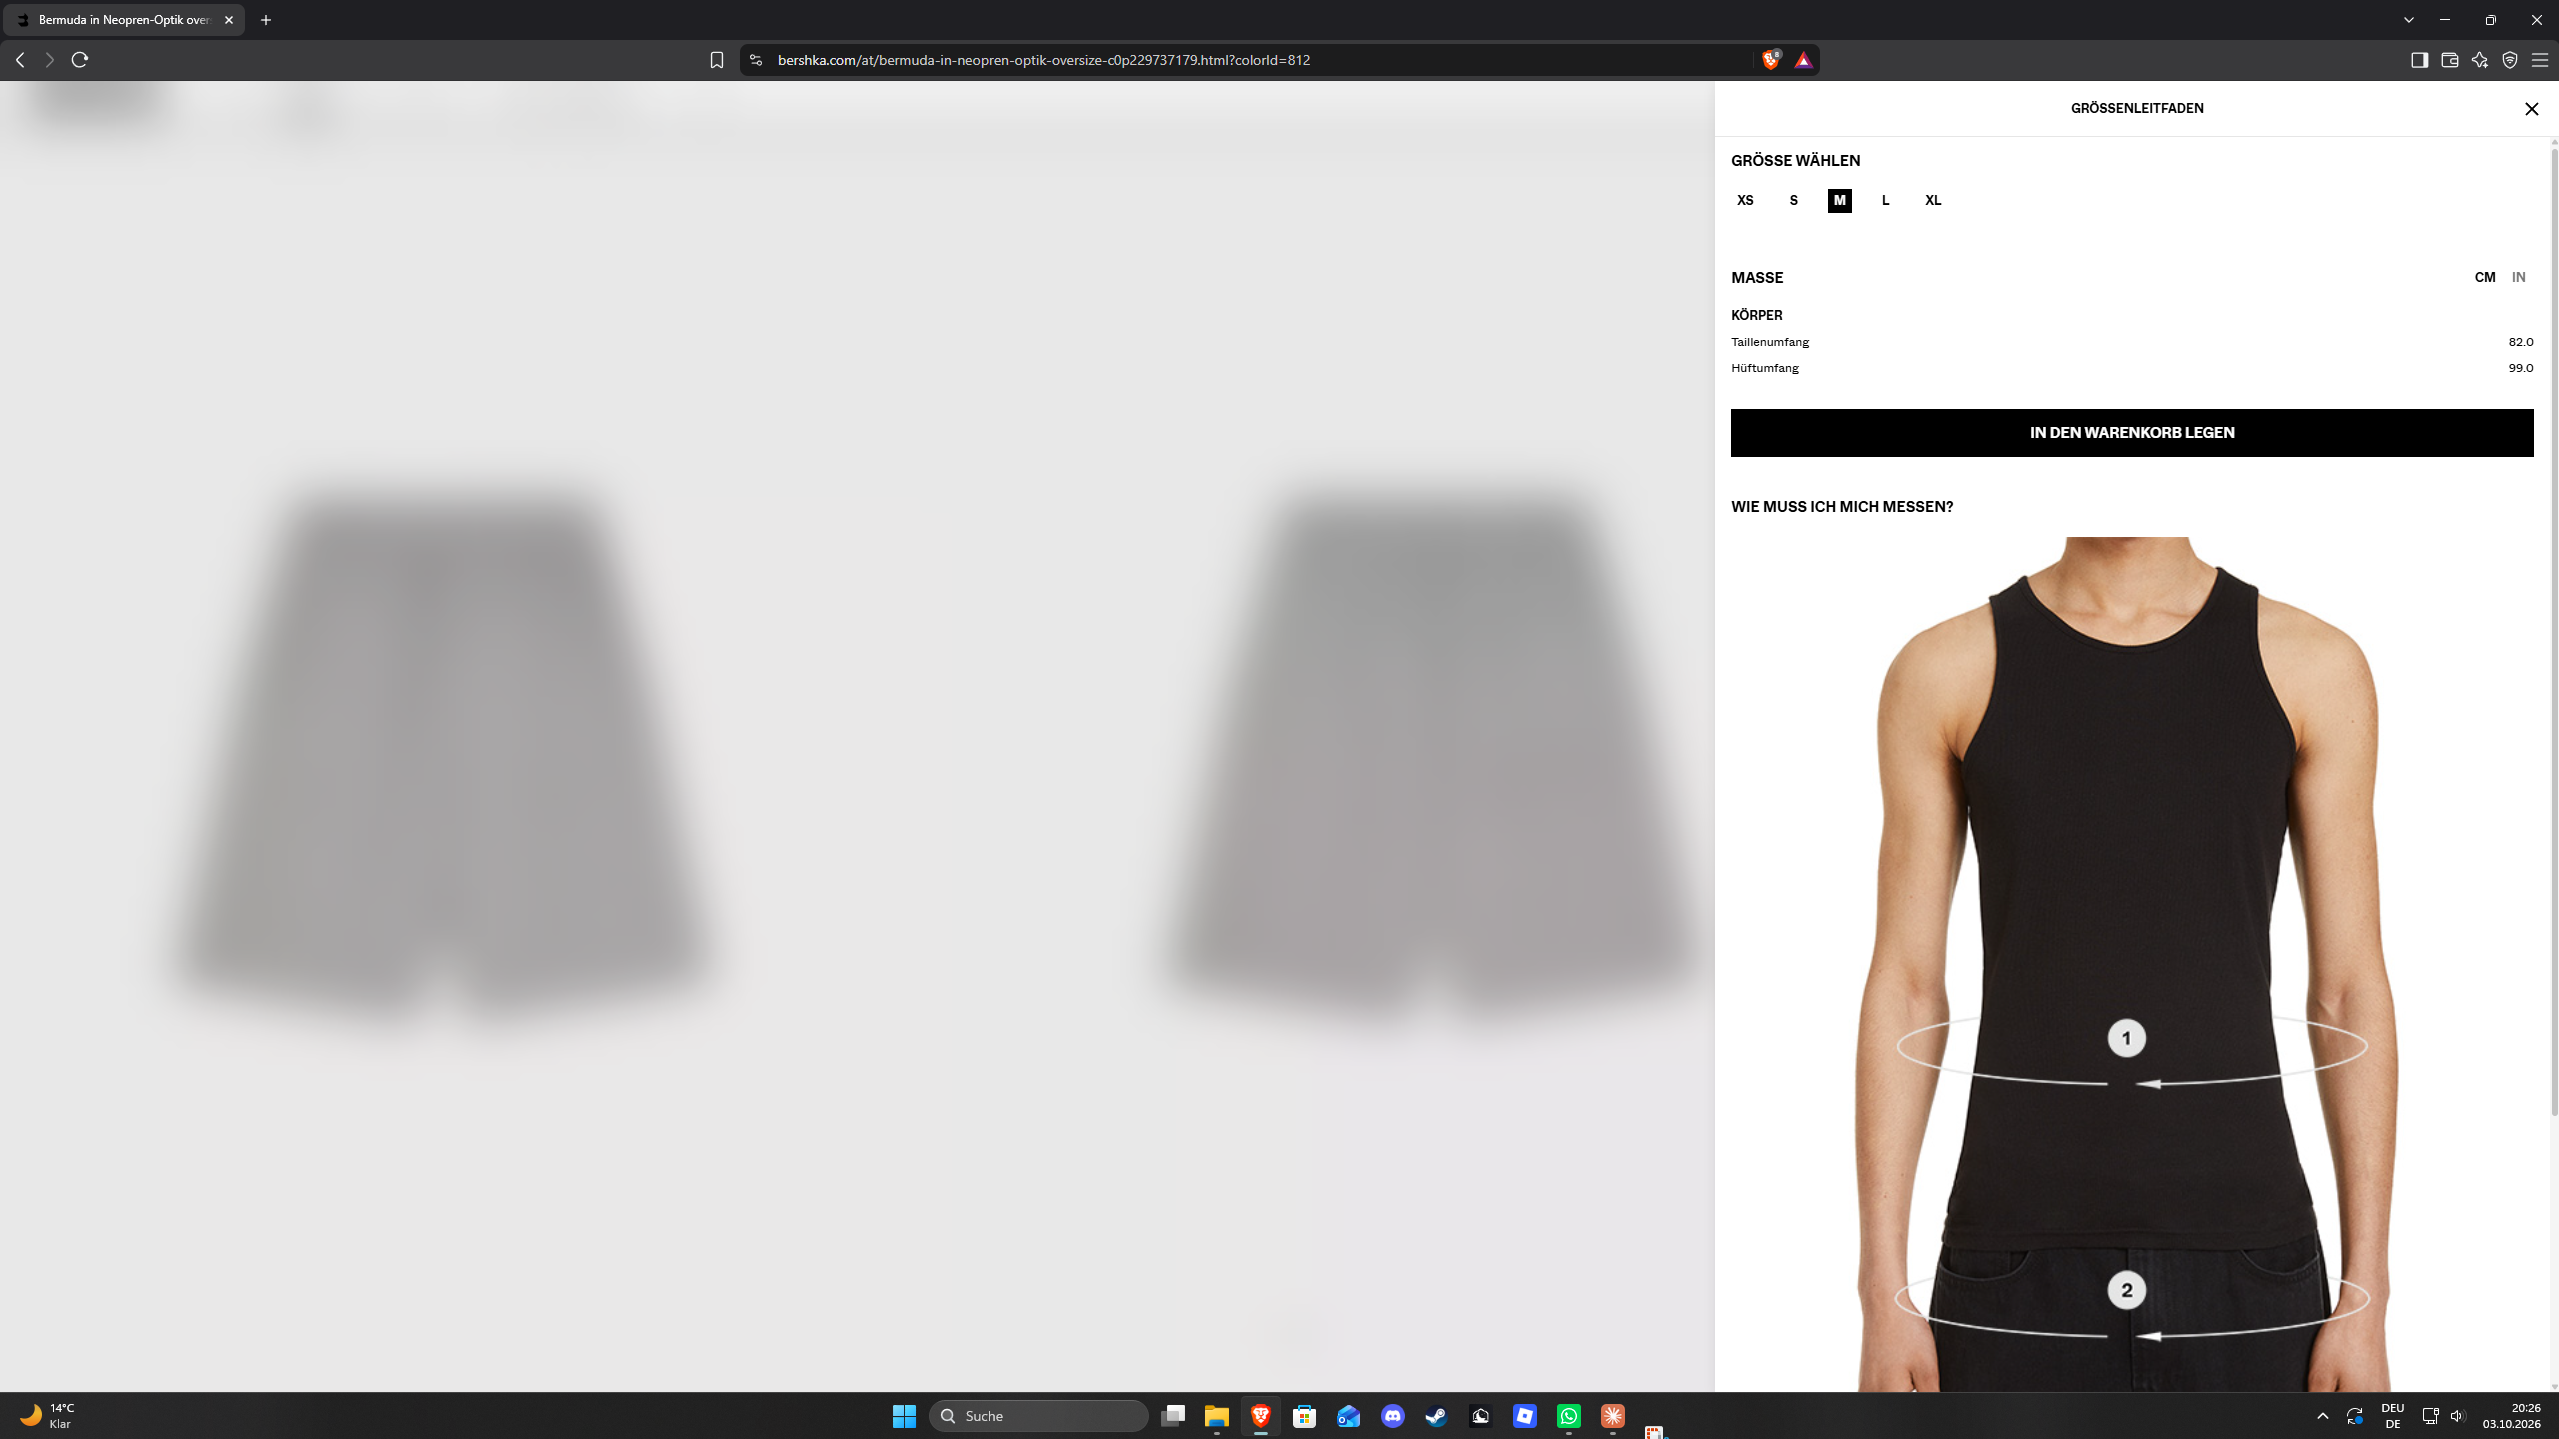 Bermuda in Neopren-Optik over
bershka.com/at/bermuda-in-neopren-optik-oversize-c0p229737179.html?colorId=812
8
GRÖSSENLEITFADEN
GRÖSSE WÄHLEN
XS S M L XL
MASSE CM IN
KÖRPER
Taillenumfang 82.0
Hüftumfang 99.0
IN DEN WARENKORB LEGEN
WIE MUSS ICH MICH MESSEN?
1
2
14°C
Klar
Suche
DEU
DE
20:26
03.10.2026